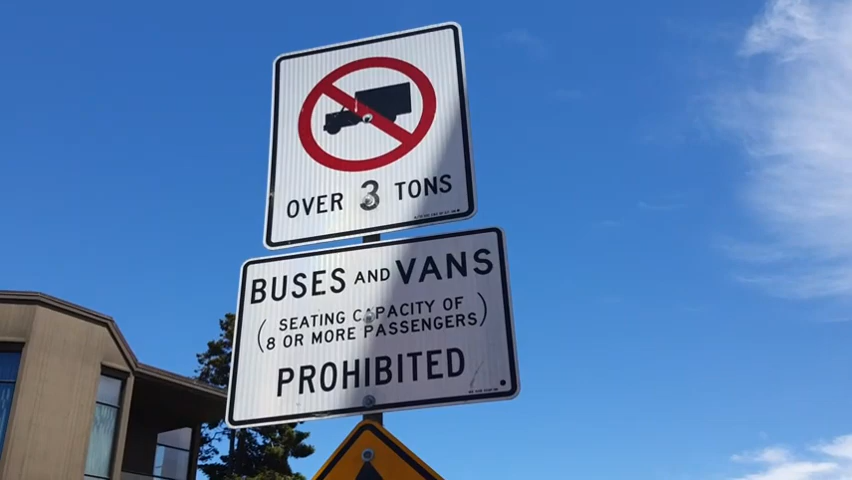 OVER 3 TONS
BUSES AND VANS
(SEATING CAPACITY OF
8 OR MORE PASSENGERS)
PROHIBITED